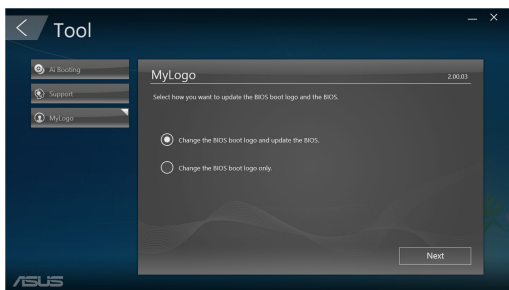 Tool
Ai Booting
Support
MyLogo
MyLogo
2.00.03
Select how you want to update the BIOS boot logo and the BIOS.
Change the BIOS boot logo and update the BIOS.
Change the BIOS boot logo only.
Next
ASUS